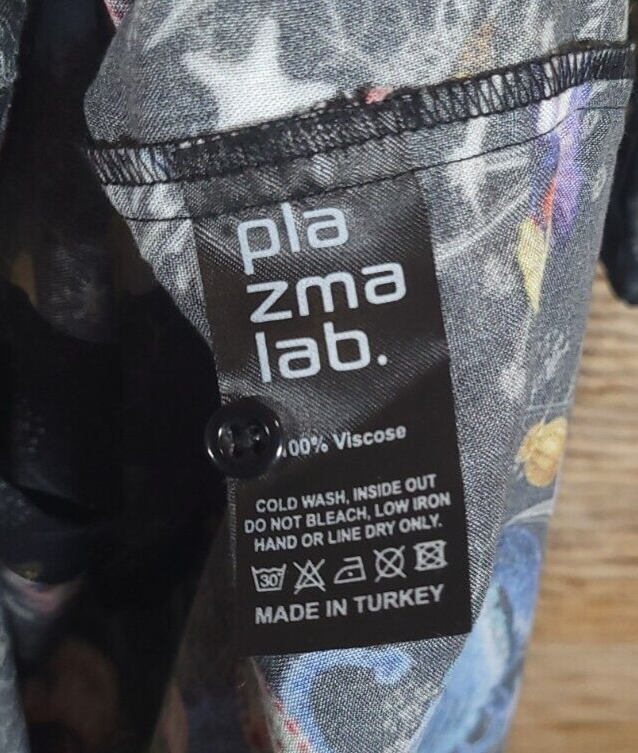 pla
zma
lab.
100% Viscose
COLD WASH, INSIDE OUT
DO NOT BLEACH, LOW IRON
HAND OR LINE DRY ONLY.
30°
MADE IN TURKEY